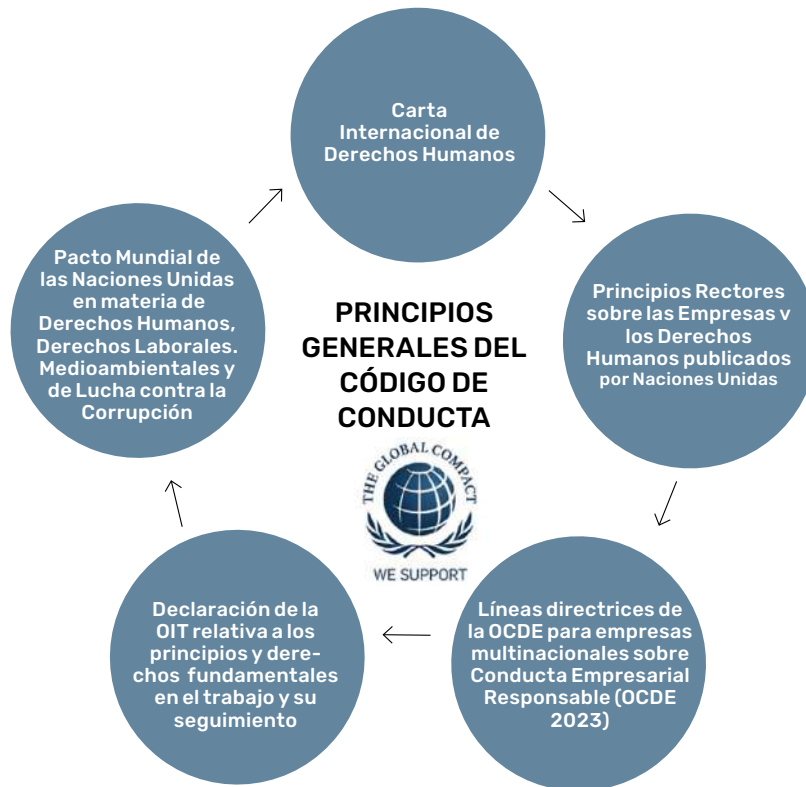 Carta
Internacional de
Derechos Humanos
Principios Rectores
sobre las Empresas v
los Derechos
Humanos publicados
por Naciones Unidas
Líneas directrices de
la OCDE para empresas
multinacionales sobre
Conducta Empresarial
Responsable (OCDE
2023)
Declaración de la
OIT relativa a los
principios y dere-
chos fundamentales
en el trabajo y su
seguimiento
Pacto Mundial de
las Naciones Unidas
en materia de
Derechos Humanos,
Derechos Laborales.
Medioambientales y
de Lucha contra la
Corrupción
PRINCIPIOS
GENERALES DEL
CÓDIGO DE
CONDUCTA
THE GLOBAL COMPACT
WE SUPPORT